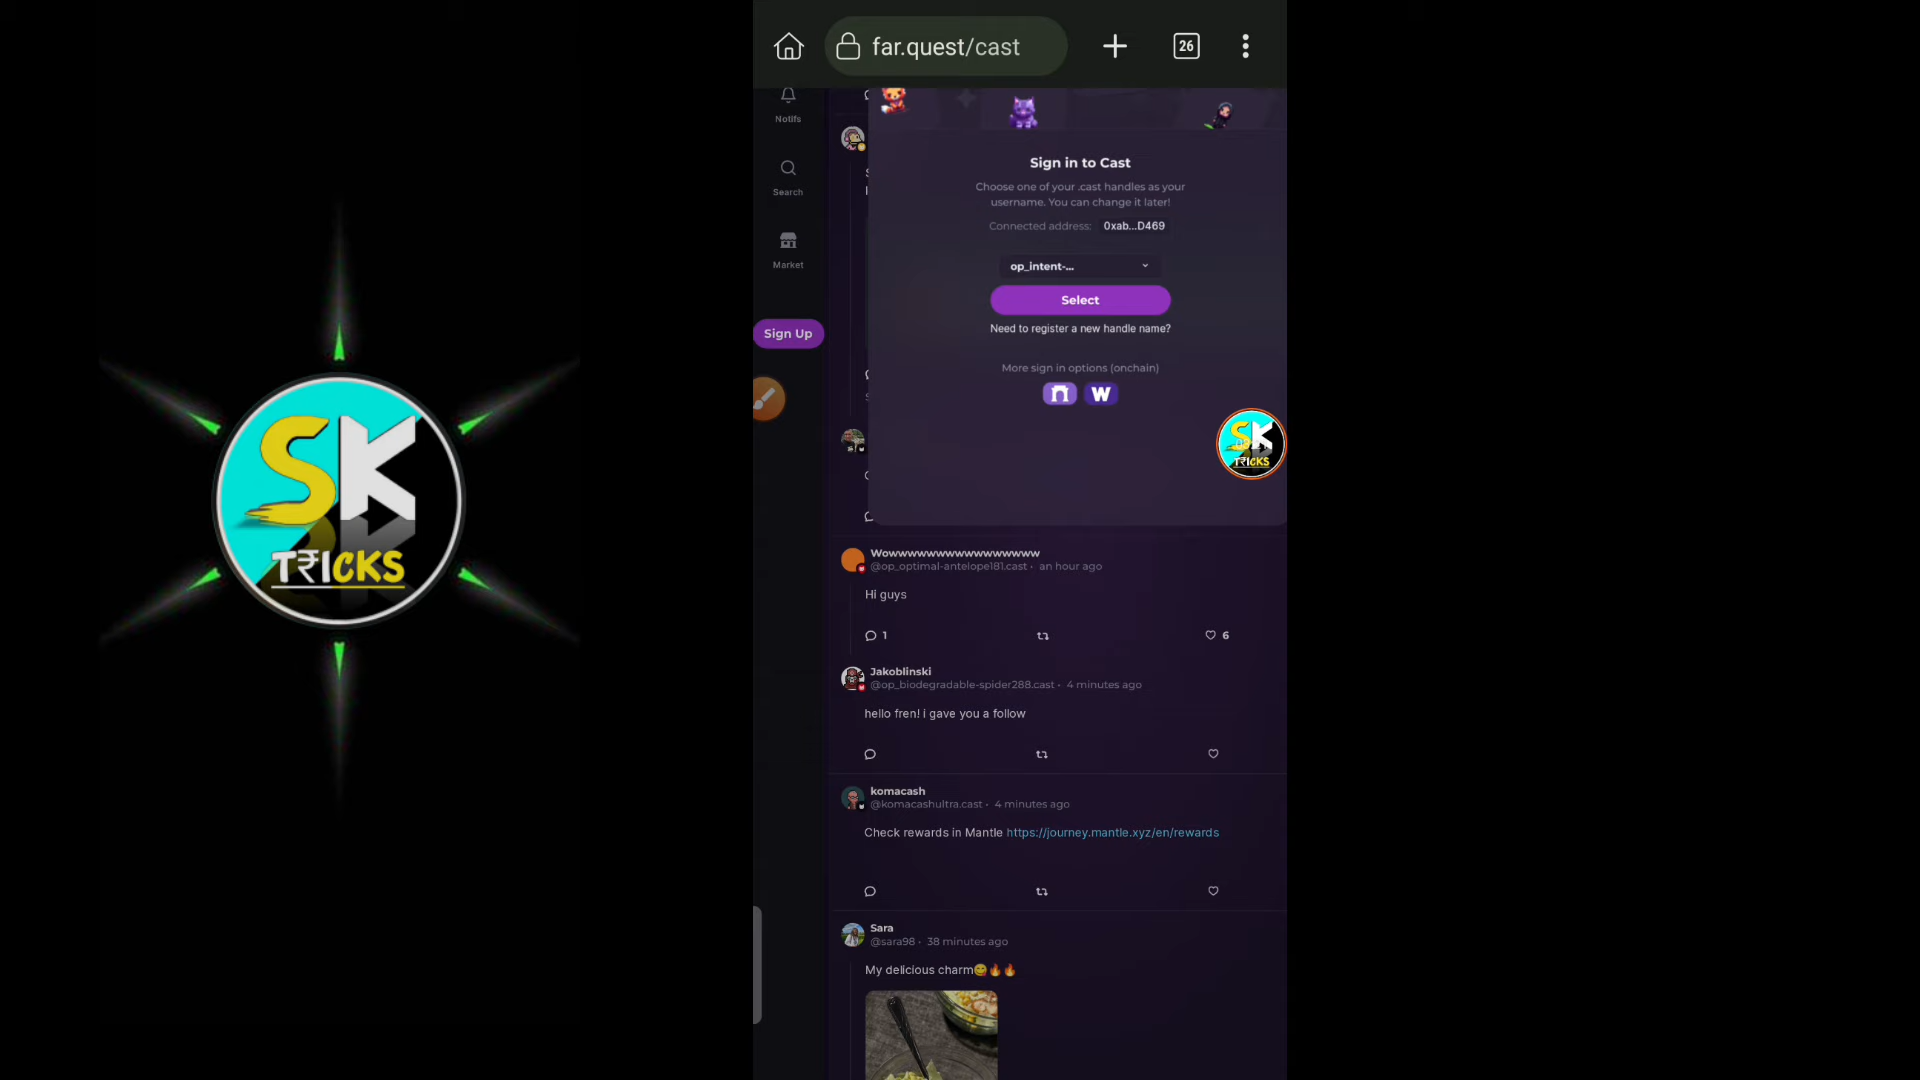 SK
TRICKS
far.quest/cast
26
Notifs
Search
Market
Sign Up
Sign in to Cast
Choose one of your .cast handles as your
username. You can change it later!
Connected address: 0xab...D469
op_intent-...
Select
Need to register a new handle name?
More sign in options (onchain)
W
SK
TRICKS
Wowwwwwwwwwwwwwwww
@op_optimal-antelope181.cast · an hour ago
Hi guys
1
6
Jakoblinski
@op_biodegradable-spider288.cast · 4 minutes ago
hello fren! i gave you a follow
komacash
@komacashultra.cast · 4 minutes ago
Check rewards in Mantle https://journey.mantle.xyz/en/rewards
Sara
@sara98 · 38 minutes ago
My delicious charm😋🔥🔥